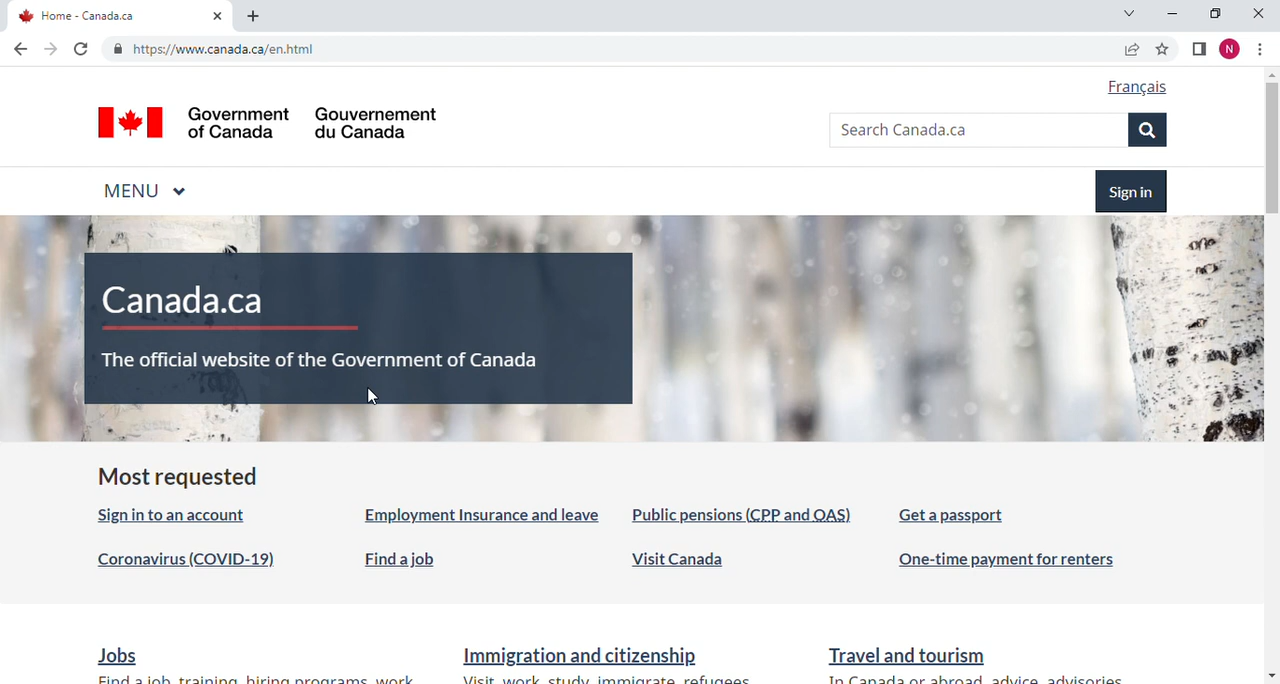 Home - Canada.ca
https://www.canada.ca/en.html
N
Français
Government of Canada
Gouvernement du Canada
Search Canada.ca
MENU
Sign in
Canada.ca
The official website of the Government of Canada
Most requested
Sign in to an account
Employment Insurance and leave
Public pensions (CPP and OAS)
Get a passport
Coronavirus (COVID-19)
Find a job
Visit Canada
One-time payment for renters
Jobs
Immigration and citizenship
Travel and tourism
Find a job, training, hiring programs, work
Visit, work, study, immigrate, refugees,
In Canada or abroad, advice, advisories,